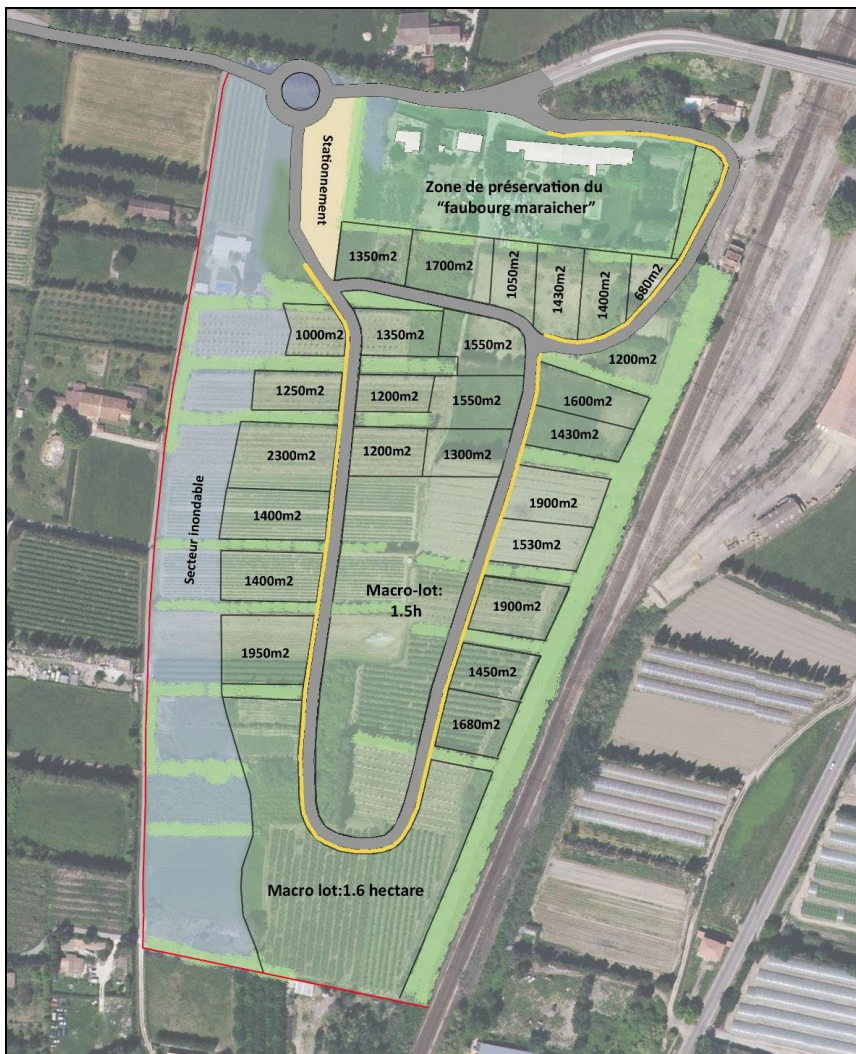 Stationnement
Zone de préservation du
“faubourg maraicher”
1350m2
1700m2
1050m2
1430m2
1400m2
680m2
1000m2
1350m2
1550m2
1200m2
1250m2
1200m2
1550m2
1600m2
1430m2
2300m2
1200m2
1300m2
1900m2
1400m2
1530m2
Secteur inondable
1400m2
Macro-lot:
1.5h
1900m2
1950m2
1450m2
1680m2
Macro lot:1.6 hectare